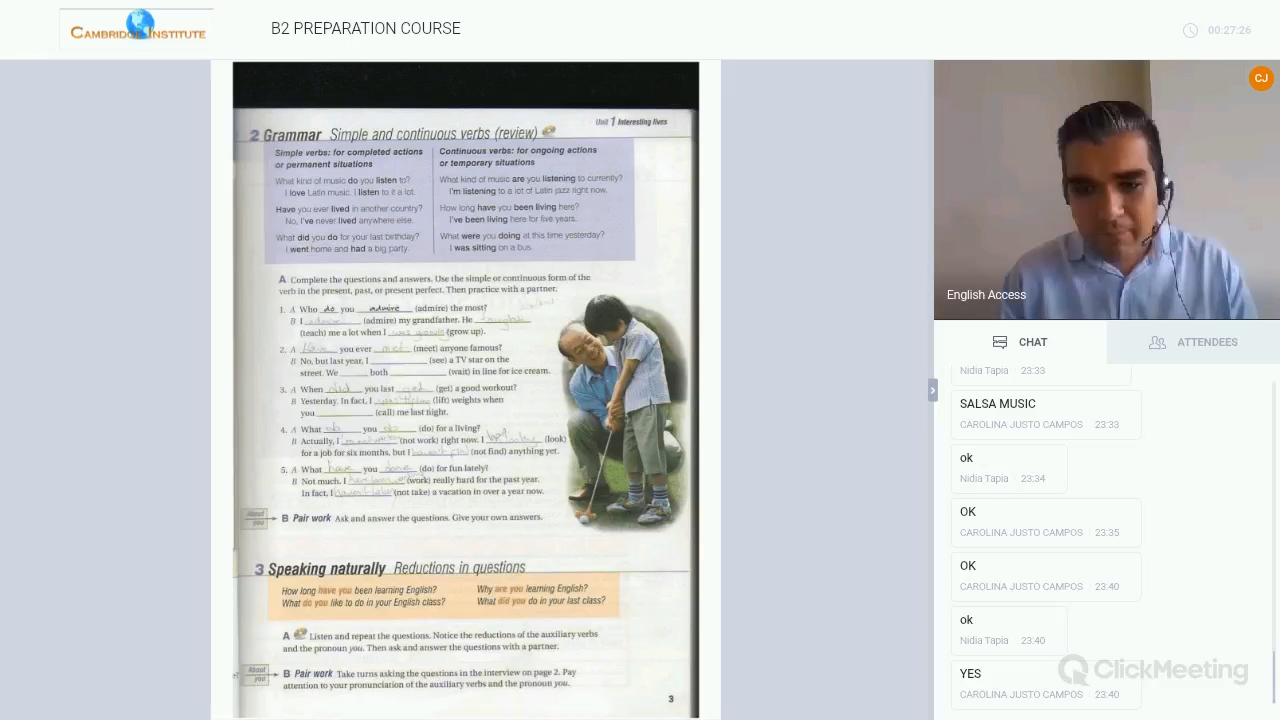 CAMBRIDGE INSTITUTE
B2 PREPARATION COURSE
00:27:26
Unit 1 Interesting lives
2 Grammar Simple and continuous verbs (review)
Simple verbs: for completed actions
or permanent situations
What kind of music do you listen to?
I love Latin music. I listen to it a lot.
Have you ever lived in another country?
No, I've never lived anywhere else.
What did you do for your last birthday?
I went home and had a big party.
Continuous verbs: for ongoing actions
or temporary situations
What kind of music are you listening to currently?
I'm listening to a lot of Latin jazz right now.
How long have you been living here?
I've been living here for five years.
What were you doing at this time yesterday?
I was sitting on a bus.
A Complete the questions and answers. Use the simple or continuous form of the
verb in the present, past, or present perfect. Then practice with a partner.
1. A Who do you admire (admire) the most?
B I admire (admire) my grandfather. He taught
(teach) me a lot when I was growing (grow up).
2. A Have you ever met (meet) anyone famous?
B No, but last year, I (see) a TV star on the
street. We both (wait) in line for ice cream.
3. A When did you last get (get) a good workout?
B Yesterday. In fact, I was lifting (lift) weights when
you (call) me last night.
4. A What do you do (do) for a living?
B Actually, I (not work) right now. I (look)
for a job for six months, but I haven't (not find) anything yet.
5. A What have you done (do) for fun lately?
B Not much. I have been working (work) really hard for the past year.
In fact, I haven't taken (not take) a vacation in over a year now.
About you
B Pair work Ask and answer the questions. Give your own answers.
3 Speaking naturally Reductions in questions
How long have you been learning English? Why are you learning English?
What do you like to do in your English class? What did you do in your last class?
A Listen and repeat the questions. Notice the reductions of the auxiliary verbs
and the pronoun you. Then ask and answer the questions with a partner.
About you
B Pair work Take turns asking the questions in the interview on page 2. Pay
attention to your pronunciation of the auxiliary verbs and the pronoun you.
3
CJ
English Access
CHAT
ATTENDEES
Nidia Tapia 23:33
SALSA MUSIC
CAROLINA JUSTO CAMPOS 23:33
ok
Nidia Tapia 23:34
OK
CAROLINA JUSTO CAMPOS 23:35
OK
CAROLINA JUSTO CAMPOS 23:40
ok
Nidia Tapia 23:40
YES
CAROLINA JUSTO CAMPOS 23:40
ClickMeeting